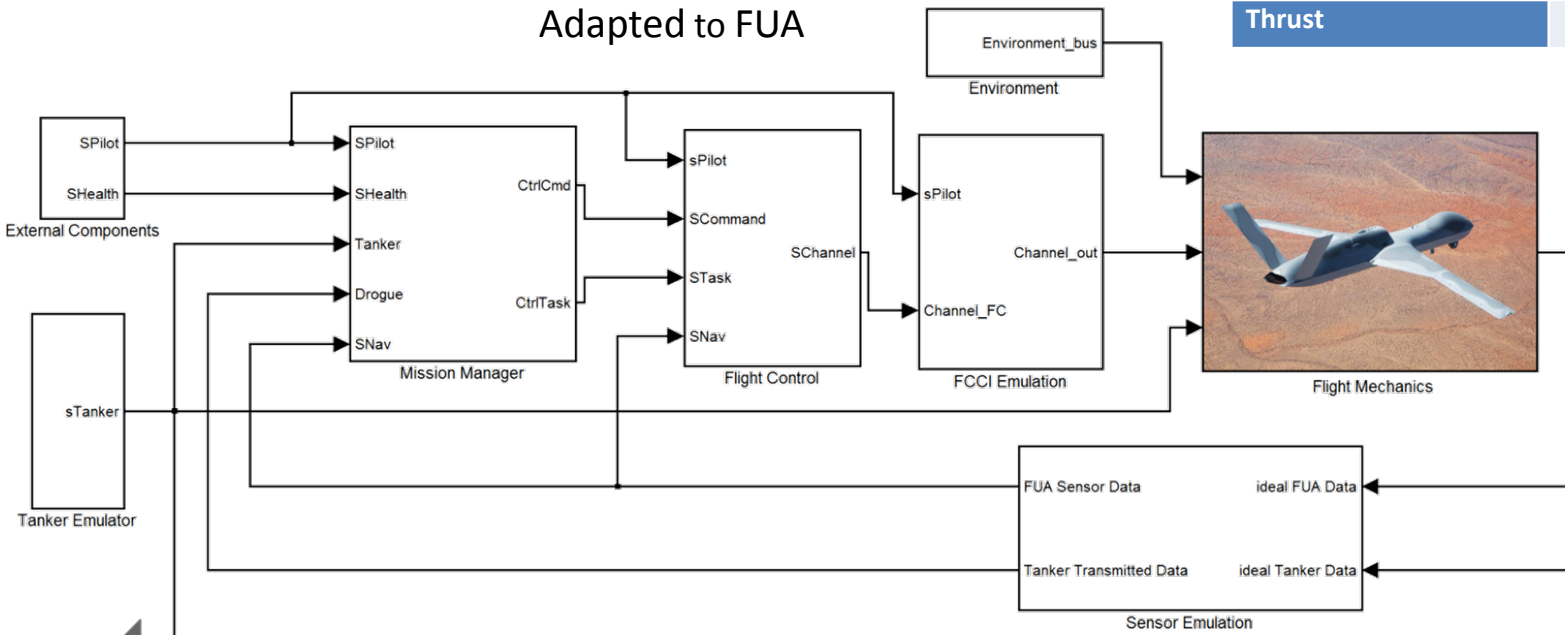 Adapted to FUA
Thrust
Environment_bus
Environment
SPilot
SHealth
External Components
SPilot
SHealth
Tanker
Drogue
SNav
CtrlCmd
CtrlTask
Mission Manager
sPilot
SCommand
STask
SNav
SChannel
Flight Control
sPilot
Channel_FC
Channel_out
FCCI Emulation
Flight Mechanics
sTanker
Tanker Emulator
FUA Sensor Data
ideal FUA Data
Tanker Transmitted Data
ideal Tanker Data
Sensor Emulation